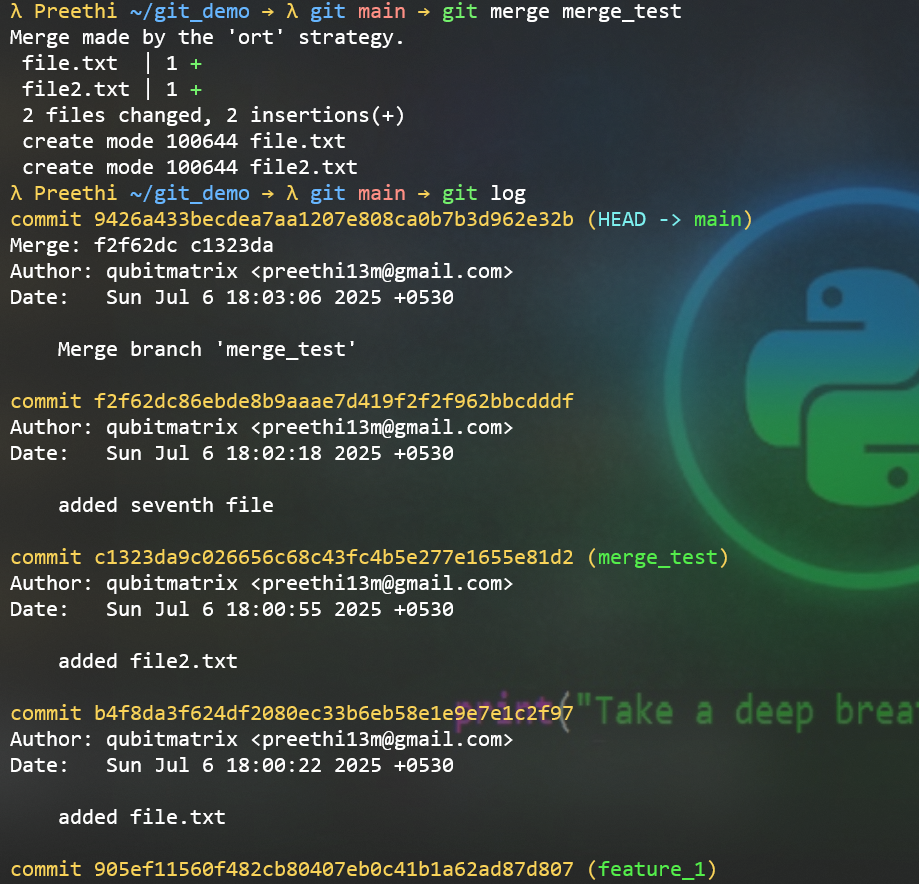 λ Preethi ~/git_demo → λ git main → git merge merge_test
Merge made by the 'ort' strategy.
 file.txt  | 1 +
 file2.txt | 1 +
 2 files changed, 2 insertions(+)
 create mode 100644 file.txt
 create mode 100644 file2.txt
λ Preethi ~/git_demo → λ git main → git log
commit 9426a433becdea7aa1207e808ca0b7b3d962e32b (HEAD -> main)
Merge: f2f62dc c1323da
Author: qubitmatrix <preethi13m@gmail.com>
Date:   Sun Jul 6 18:03:06 2025 +0530

    Merge branch 'merge_test'

commit f2f62dc86ebde8b9aaae7d419f2f2f962bbcdddf
Author: qubitmatrix <preethi13m@gmail.com>
Date:   Sun Jul 6 18:02:18 2025 +0530

    added seventh file

commit c1323da9c026656c68c43fc4b5e277e1655e81d2 (merge_test)
Author: qubitmatrix <preethi13m@gmail.com>
Date:   Sun Jul 6 18:00:55 2025 +0530

    added file2.txt

commit b4f8da3f624df2080ec33b6eb58e1e9e7e1c2f97
print("Take a deep brea
Author: qubitmatrix <preethi13m@gmail.com>
Date:   Sun Jul 6 18:00:22 2025 +0530

    added file.txt

commit 905ef11560f482cb80407eb0c41b1a62ad87d807 (feature_1)